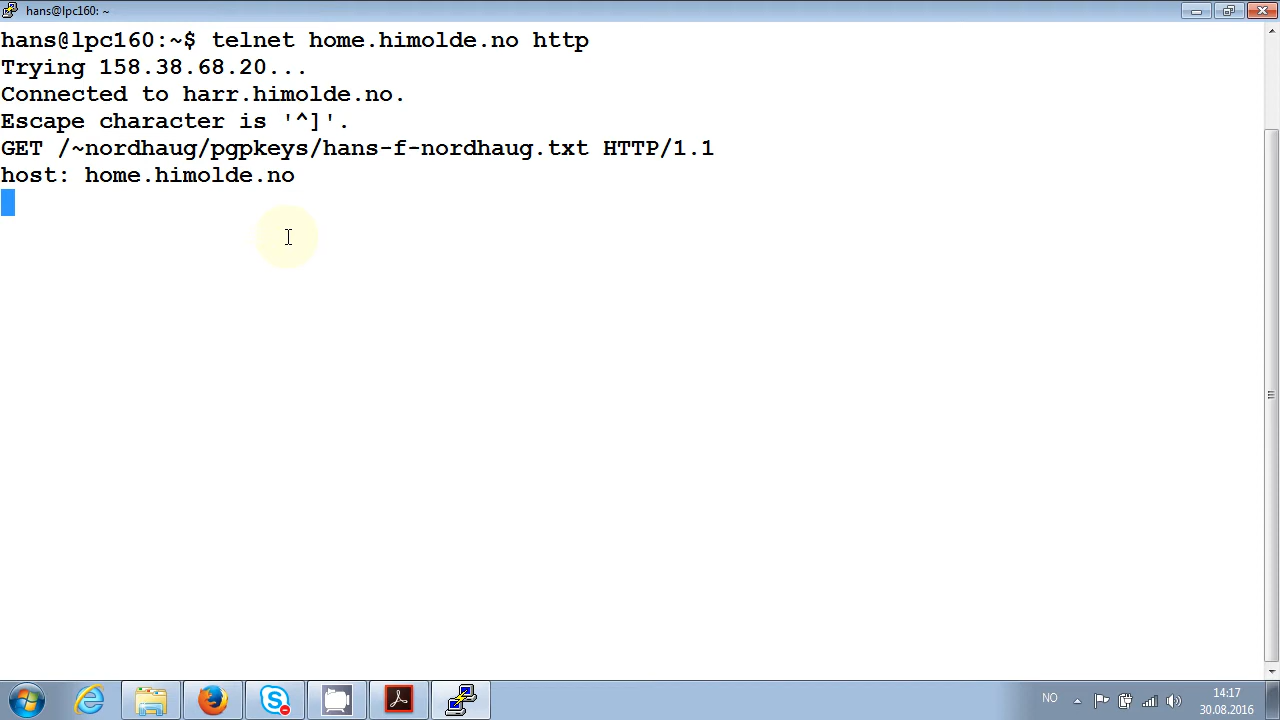 hans@lpc160: ~
hans@lpc160:~$ telnet home.himolde.no http
Trying 158.38.68.20...
Connected to harr.himolde.no.
Escape character is '^]'.
GET /~nordhaug/pgpkeys/hans-f-nordhaug.txt HTTP/1.1
host: home.himolde.no
NO
14:17
30.08.2016